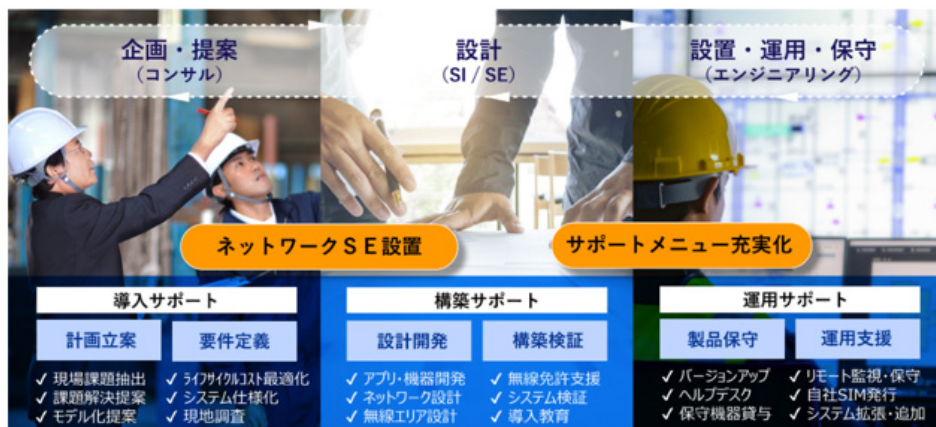 企画・提案
(コンサル)
設計
(SI / SE)
設置・運用・保守
(エンジニアリング)
ネットワークSE設置
サポートメニュー充実化
導入サポート
計画立案
要件定義
✓ 現場課題抽出
✓ 課題解決提案
✓ モデル化提案
✓ ライフサイクルコスト最適化
✓ システム仕様化
✓ 現地調査
構築サポート
設計開発
構築検証
✓ アプリ・機器開発
✓ ネットワーク設計
✓ 無線エリア設計
✓ 無線免許支援
✓ システム検証
✓ 導入教育
運用サポート
製品保守
運用支援
✓ バージョンアップ
✓ ヘルプデスク
✓ 保守機器貸与
✓ リモート監視・保守
✓ 自社SIM発行
✓ システム拡張・追加